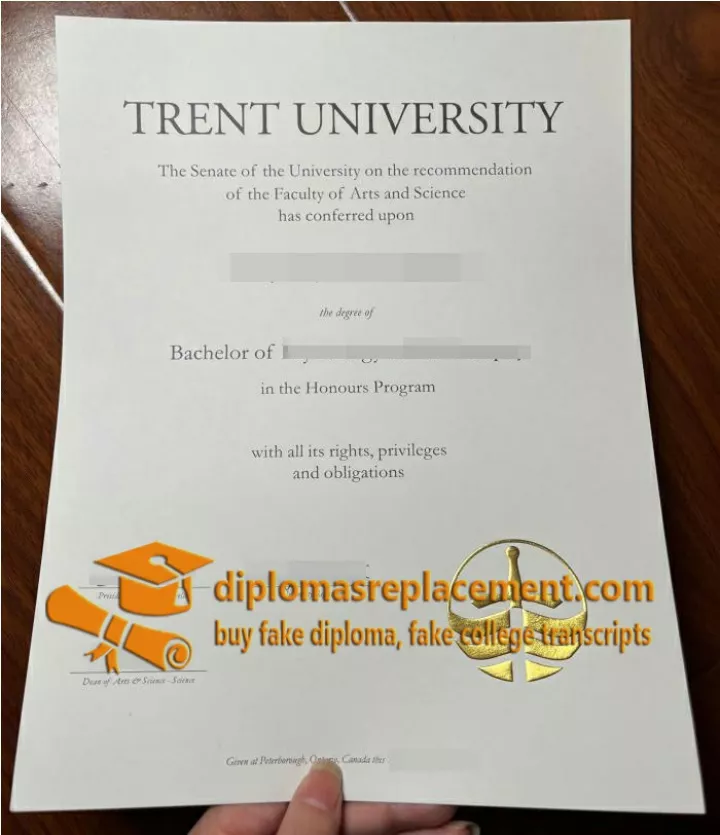 TRENT UNIVERSITY
The Senate of the University on the recommendation
of the Faculty of Arts and Science
has conferred upon
the degree of
Bachelor of
in the Honours Program
with all its rights, privileges
and obligations
diplomasreplacement.com
buy fake diploma, fake college transcripts
Dean of Arts & Science - Science
Given at Peterborough, Ontario, Canada this